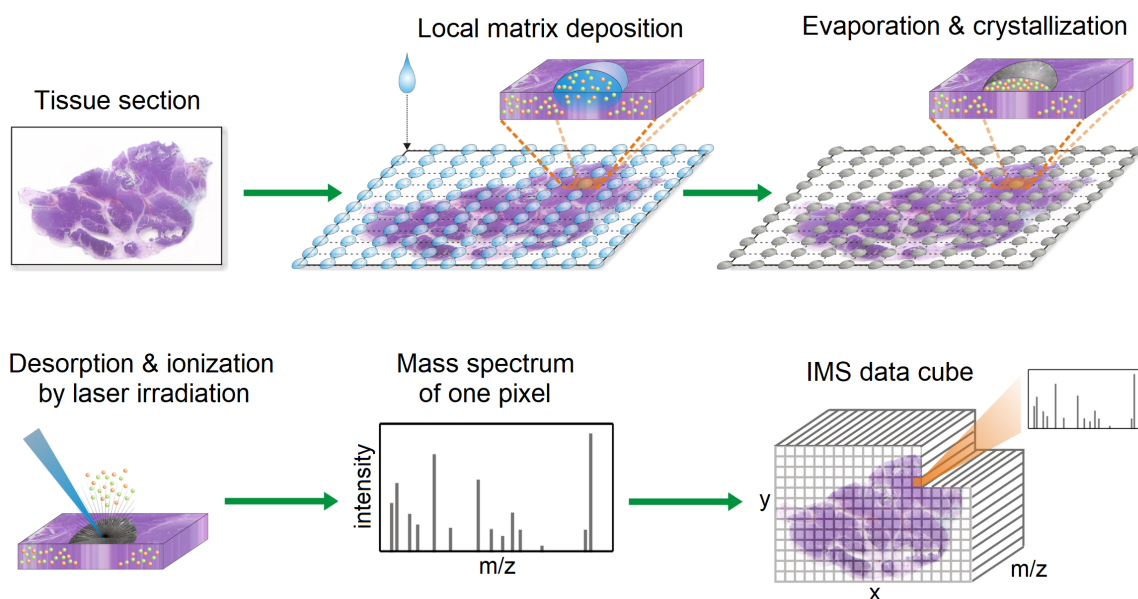 Tissue section
Local matrix deposition
Evaporation & crystallization
Desorption & ionization
by laser irradiation
Mass spectrum
of one pixel
intensity
m/z
IMS data cube
y
x
m/z